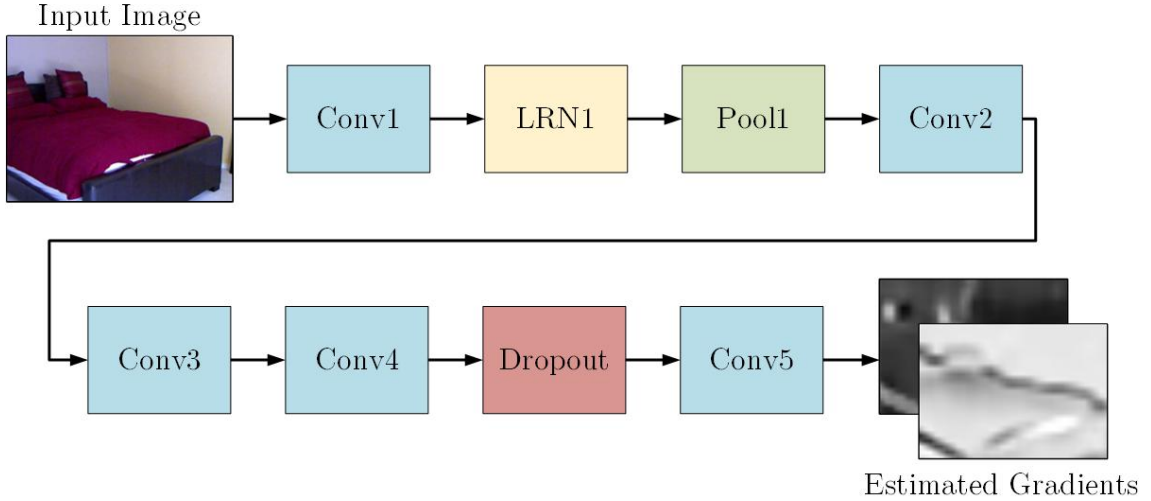 Input Image
Conv1
LRN1
Pool1
Conv2
Conv3
Conv4
Dropout
Conv5
Estimated Gradients